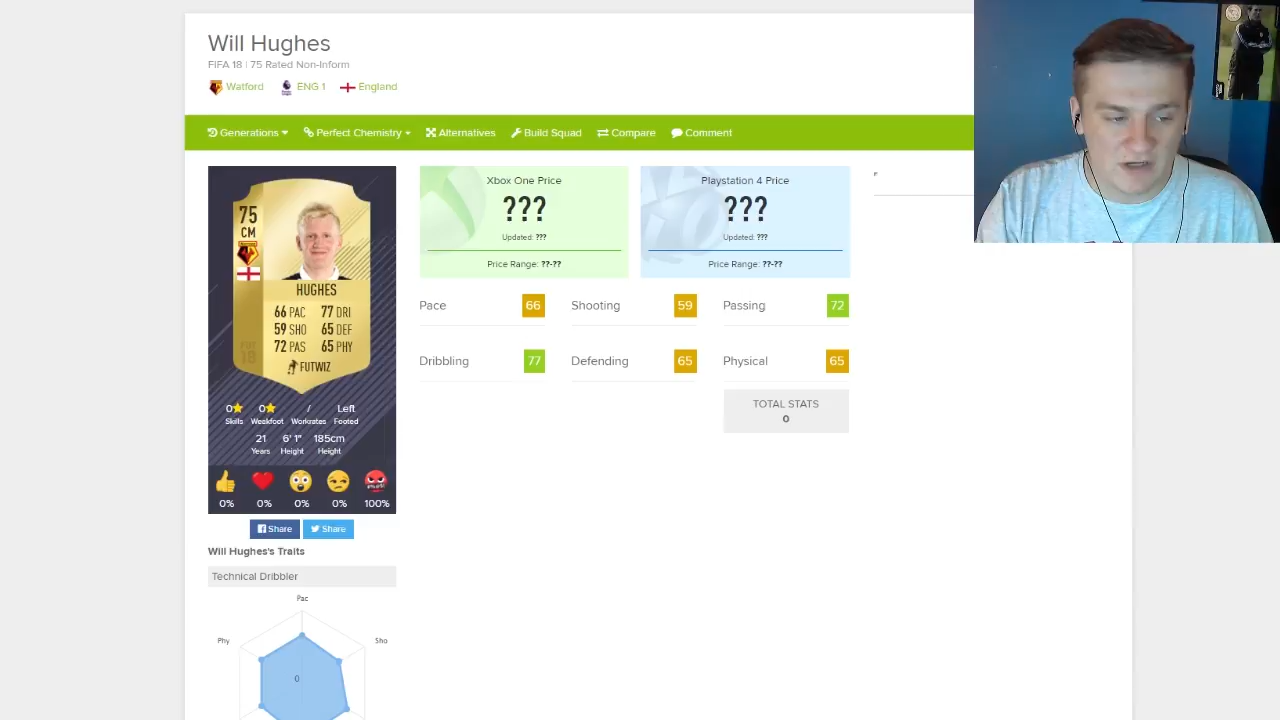 Will Hughes
FIFA 18 | 75 Rated Non-Inform
Watford ENG 1 England
Generations Perfect Chemistry Alternatives Build Squad Compare Comment
75
CM
HUGHES
66 PAC 77 DRI
59 SHO 65 DEF
72 PAS 65 PHY
FUTWIZ
0 0 / Left
Skills Weakfoot Workrates Footed
21 6' 1" 185cm
Years Height Height
0% 0% 0% 0% 100%
Share Share
Will Hughes's Traits
Technical Dribbler
Pac
Phy Sho
0
Xbox One Price
???
Updated: ???
Price Range: ??-??
Playstation 4 Price
???
Updated: ???
Price Range: ??-??
Pace 66 Shooting 59 Passing 72
Dribbling 77 Defending 65 Physical 65
TOTAL STATS
0